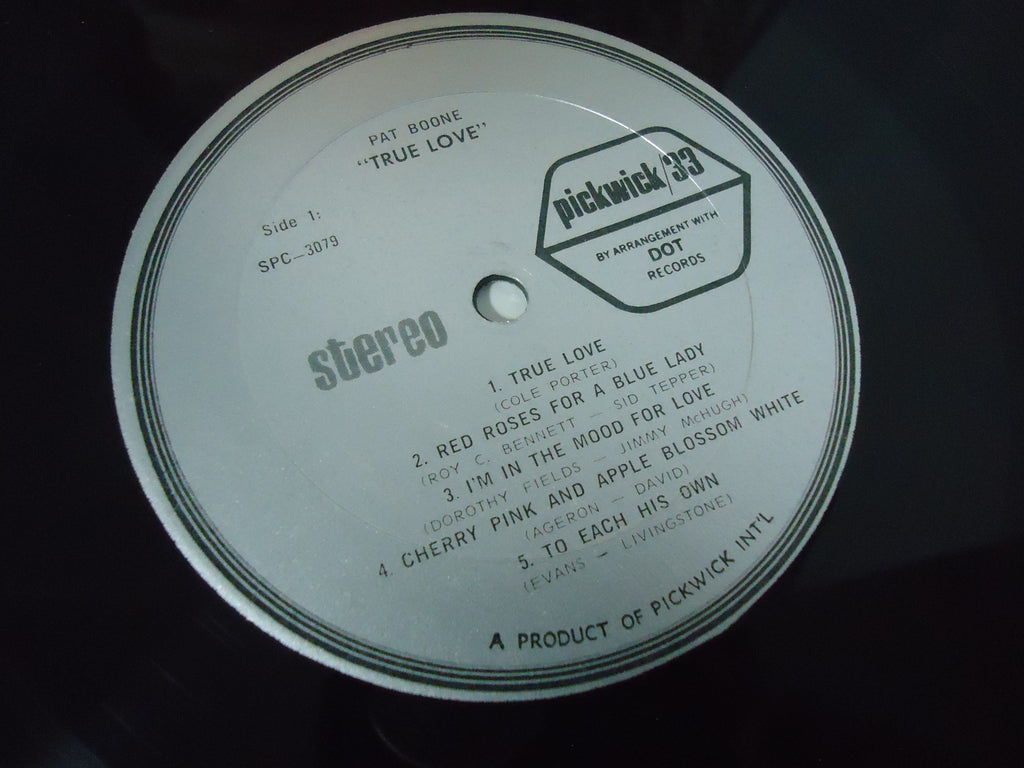 PAT BOONE
"TRUE LOVE"
Side 1:
SPC-3079
pickwick/33
BY ARRANGEMENT WITH
DOT
RECORDS
stereo
1. TRUE LOVE
(COLE PORTER)
2. RED ROSES FOR A BLUE LADY
(ROY C. BENNETT - SID TEPPER)
3. I'M IN THE MOOD FOR LOVE
(DOROTHY FIELDS - JIMMY McHUGH)
4. CHERRY PINK AND APPLE BLOSSOM WHITE
(AGERON - DAVID)
5. TO EACH HIS OWN
(EVANS - LIVINGSTONE)
A PRODUCT OF PICKWICK INT'L